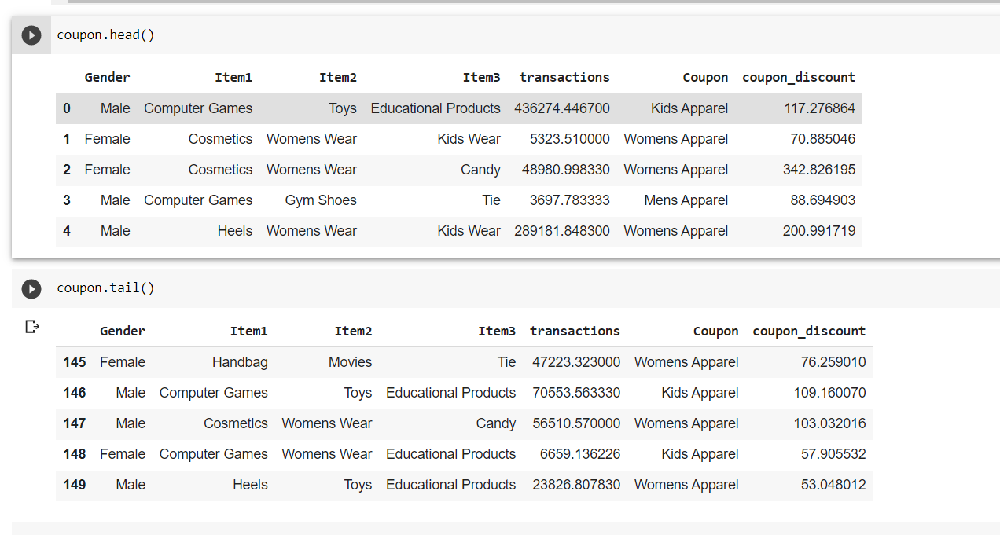 coupon.head()
Gender Item1 Item2 Item3 transactions Coupon coupon_discount
0 Male Computer Games Toys Educational Products 436274.446700 Kids Apparel 117.276864
1 Female Cosmetics Womens Wear Kids Wear 5323.510000 Womens Apparel 70.885046
2 Female Cosmetics Womens Wear Candy 48980.998330 Womens Apparel 342.826195
3 Male Computer Games Gym Shoes Tie 3697.783333 Mens Apparel 88.694903
4 Male Heels Womens Wear Kids Wear 289181.848300 Womens Apparel 200.991719
coupon.tail()
Gender Item1 Item2 Item3 transactions Coupon coupon_discount
145 Female Handbag Movies Tie 47223.323000 Womens Apparel 76.259010
146 Male Computer Games Toys Educational Products 70553.563330 Kids Apparel 109.160070
147 Male Cosmetics Womens Wear Candy 56510.570000 Womens Apparel 103.032016
148 Female Computer Games Womens Wear Educational Products 6659.136226 Kids Apparel 57.905532
149 Male Heels Toys Educational Products 23826.807830 Womens Apparel 53.048012